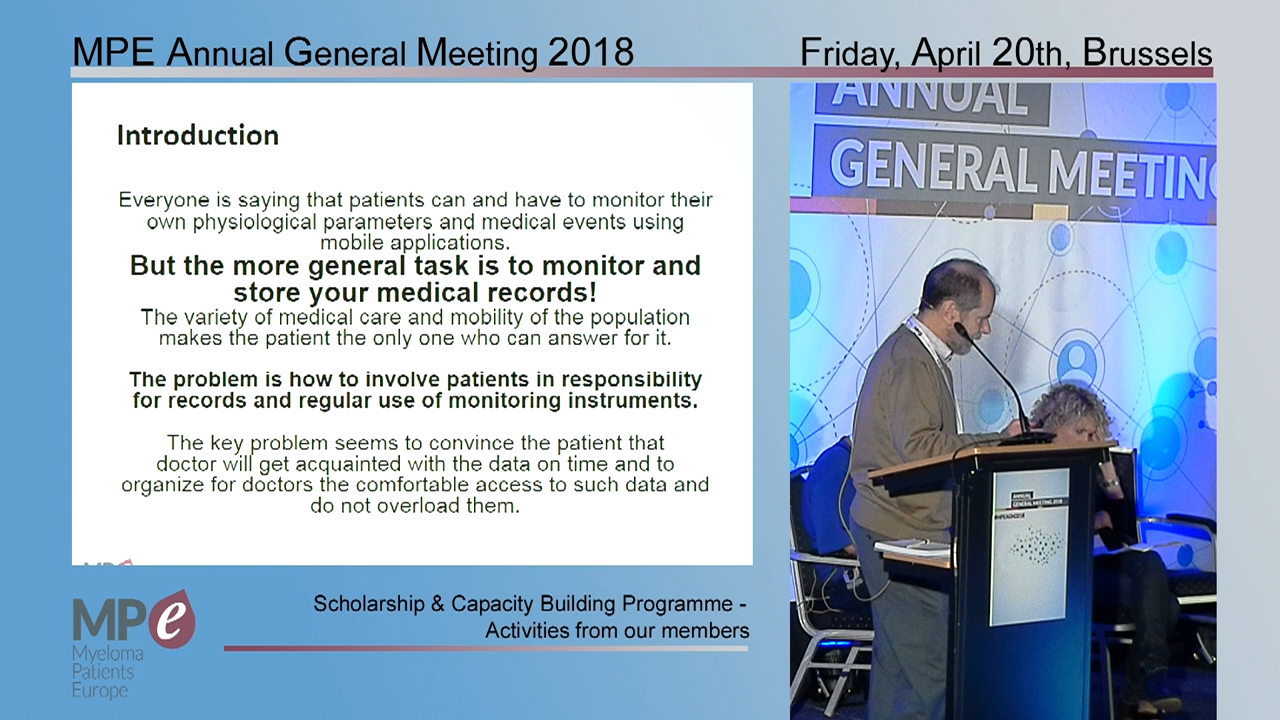 MPE Annual General Meeting 2018
Friday, April 20th, Brussels
Introduction
Everyone is saying that patients can and have to monitor their
own physiological parameters and medical events using
mobile applications.
But the more general task is to monitor and
store your medical records!
The variety of medical care and mobility of the population
makes the patient the only one who can answer for it.
The problem is how to involve patients in responsibility
for records and regular use of monitoring instruments.
The key problem seems to convince the patient that
doctor will get acquainted with the data on time and to
organize for doctors the comfortable access to such data and
do not overload them.
MPe
Scholarship & Capacity Building Programme -
Activities from our members
MPe
Myeloma
Patients
Europe
ANNUAL
GENERAL MEETING
ANNUAL
GENERAL MEETING 2018
#MPEAGM2018